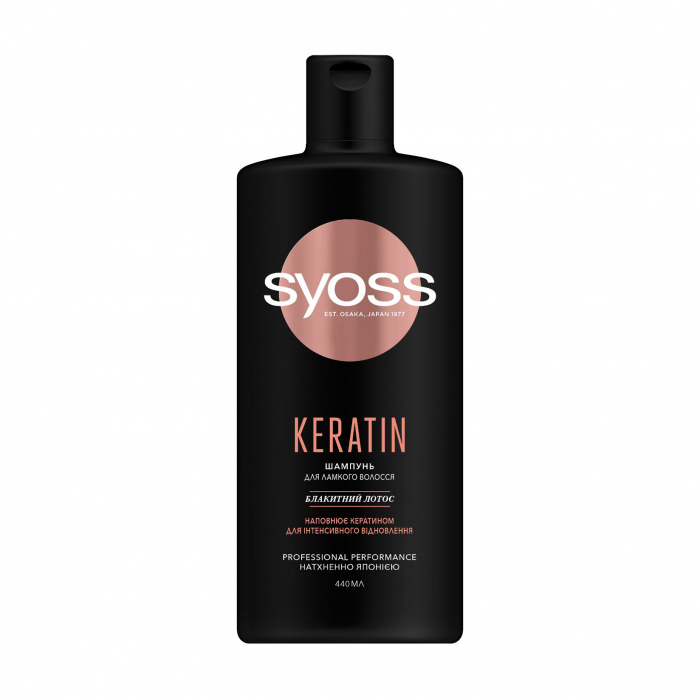 SYOSS
EST. OSAKA, JAPAN 1977
KERATIN
ШАМПУНЬ
ДЛЯ ЛАМКОГО ВОЛОССЯ
БЛАКИТНИЙ ЛОТОС
НАПОВНЮЄ КЕРАТИНОМ
ДЛЯ ІНТЕНСИВНОГО ВІДНОВЛЕННЯ
PROFESSIONAL PERFORMANCE
НАТХНЕННО ЯПОНІЄЮ
440МЛ